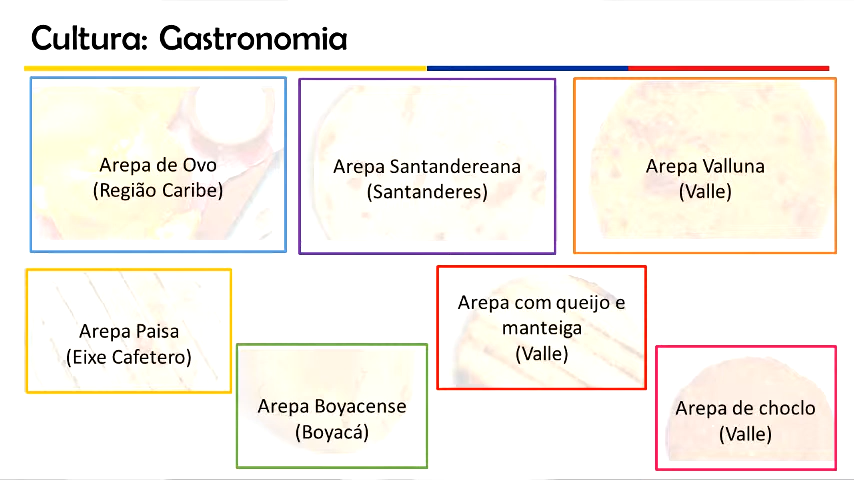 Cultura: Gastronomia
Arepa de Ovo
(Região Caribe)
Arepa Santandereana
(Santanderes)
Arepa Valluna
(Valle)
Arepa Paisa
(Eixe Cafetero)
Arepa Boyacense
(Boyacá)
Arepa com queijo e
manteiga
(Valle)
Arepa de choclo
(Valle)